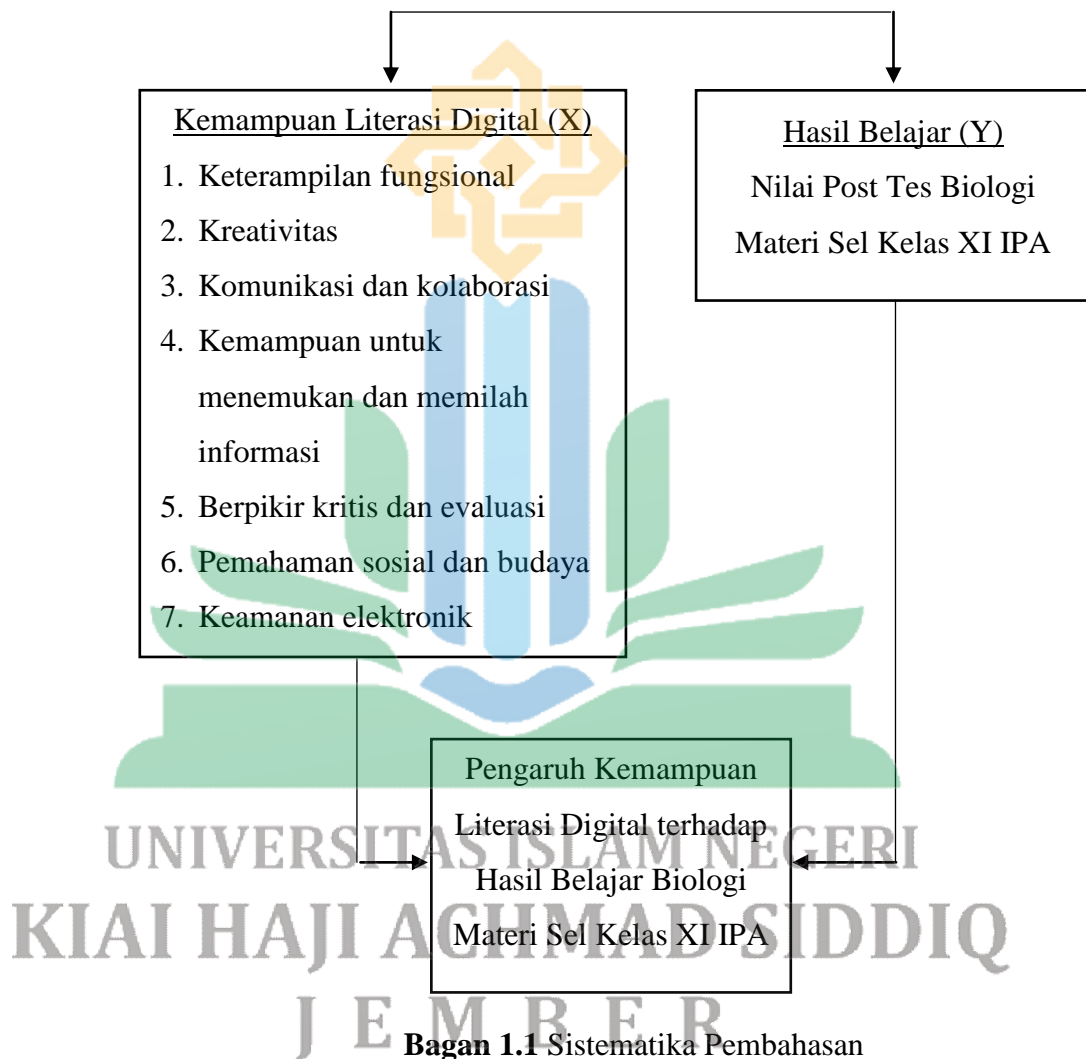 Kemampuan Literasi Digital (X)
1. Keterampilan fungsional
2. Kreativitas
3. Komunikasi dan kolaborasi
4. Kemampuan untuk
menemukan dan memilah
informasi
5. Berpikir kritis dan evaluasi
6. Pemahaman sosial dan budaya
7. Keamanan elektronik
Hasil Belajar (Y)
Nilai Post Tes Biologi
Materi Sel Kelas XI IPA
Pengaruh Kemampuan
Literasi Digital terhadap
Hasil Belajar Biologi
Materi Sel Kelas XI IPA
UNIVERSITAS ISLAM NEGERI
KIAI HAJI ACHMAD SIDDIQ
JEMBER
Bagan 1.1 Sistematika Pembahasan